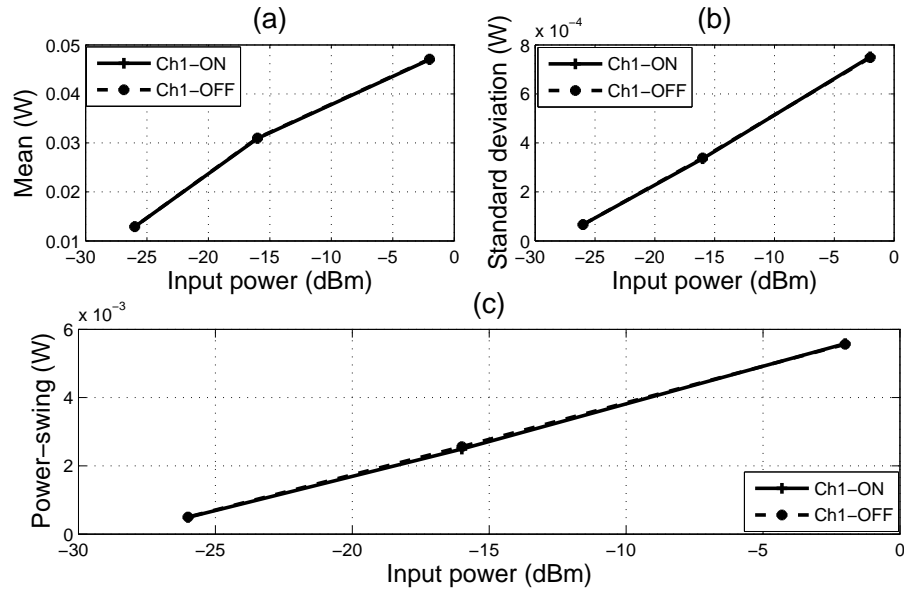 (a)
Mean (W)
0.05
0.04
0.03
0.02
0.01
Ch1−ON
Ch1−OFF
−30 −25 −20 −15 −10 −5 0
Input power (dBm)
(b)
x 10−4
Standard deviation (W)
8
6
4
2
0
Ch1−ON
Ch1−OFF
−30 −25 −20 −15 −10 −5 0
Input power (dBm)
(c)
x 10−3
Power−swing (W)
6
4
2
0
Ch1−ON
Ch1−OFF
−30 −25 −20 −15 −10 −5 0
Input power (dBm)